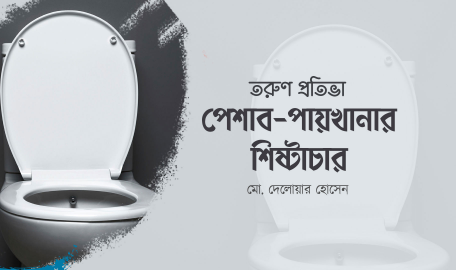 তরুণ প্রতিভা
পেশাব-পায়খানার
শিষ্টাচার
মো. দেলোয়ার হোসেন